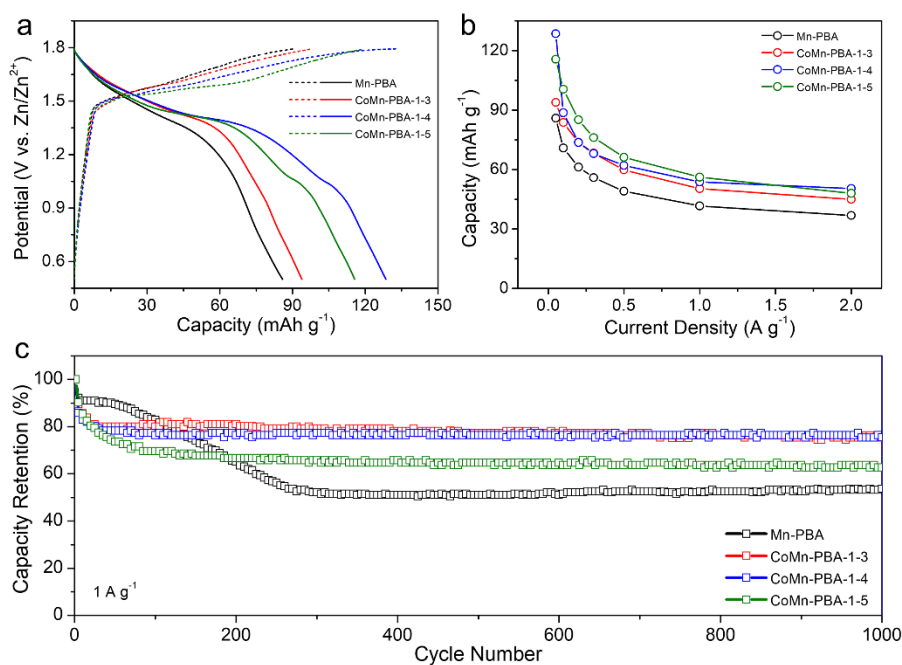 a
1.8
1.5
1.2
0.9
0.6
Potential (V vs. Zn/Zn²⁺)
Mn-PBA
CoMn-PBA-1-3
CoMn-PBA-1-4
CoMn-PBA-1-5
0 30 60 90 120 150
Capacity (mAh g⁻¹)
b
120
90
60
30
0
Capacity (mAh g⁻¹)
Mn-PBA
CoMn-PBA-1-3
CoMn-PBA-1-4
CoMn-PBA-1-5
0.0 0.5 1.0 1.5 2.0
Current Density (A g⁻¹)
c
100
80
60
40
20
0
Capacity Retention (%)
1 A g⁻¹
Mn-PBA
CoMn-PBA-1-3
CoMn-PBA-1-4
CoMn-PBA-1-5
0 200 400 600 800 1000
Cycle Number